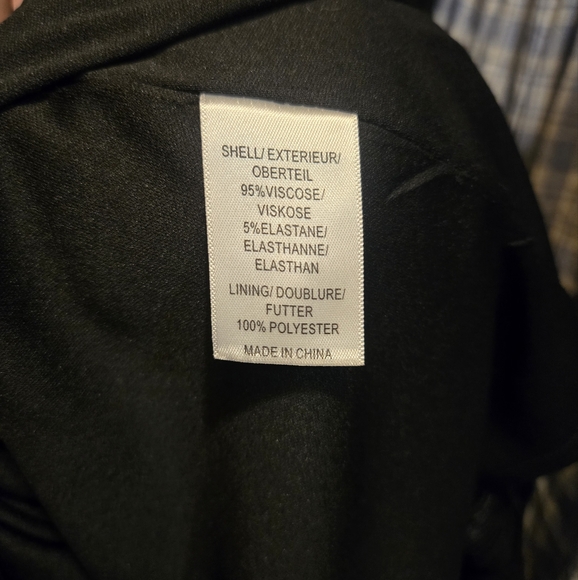 SHELL/ EXTERIEUR/
OBERTEIL
95%VISCOSE/
VISKOSE
5%ELASTANE/
ELASTHANNE/
ELASTHAN
LINING/ DOUBLURE/
FUTTER
100% POLYESTER
MADE IN CHINA